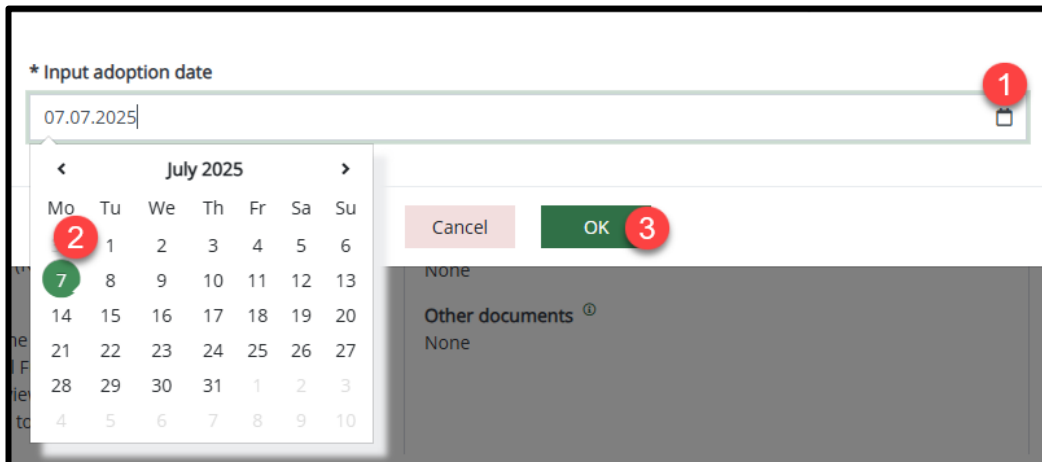 * Input adoption date
1
07.07.2025
July 2025
Mo Tu We Th Fr Sa Su
2 1 2 3 4 5 6
7 8 9 10 11 12 13
14 15 16 17 18 19 20
21 22 23 24 25 26 27
28 29 30 31 1 2 3
4 5 6 7 8 9 10
Cancel
OK 3
None
Other documents
None
to